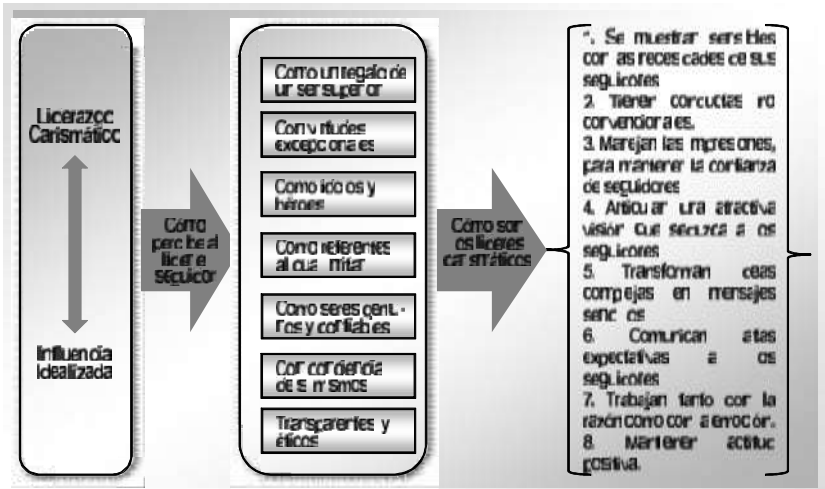 Liderazgo
Carismático
Influencia
Idealizada
Cómo
percibe al
líder el
seguidor
Como un regalo de
un ser superior
Con virtudes
excepcionales
Como ídolos y
héroes
Como referentes
al cual imitar
Como seres genui-
nos y confiables
Con conciencia
de sí mismos
Transparentes y
éticos
Cómo son
los líderes
carismáticos
1. Se muestran sensibles
con las necesidades de sus
seguidores
2. Tienen conductas no
convencionales.
3. Manejan las impresiones,
para mantener la confianza
de seguidores
4. Articulan una atractiva
visión que seduzca a los
seguidores
5. Transforman ideas
complejas en mensajes
sencillos
6. Comunican altas
expectativas a los
seguidores
7. Trabajan tanto con la
razón como con la emoción.
8. Mantener actitud
positiva.